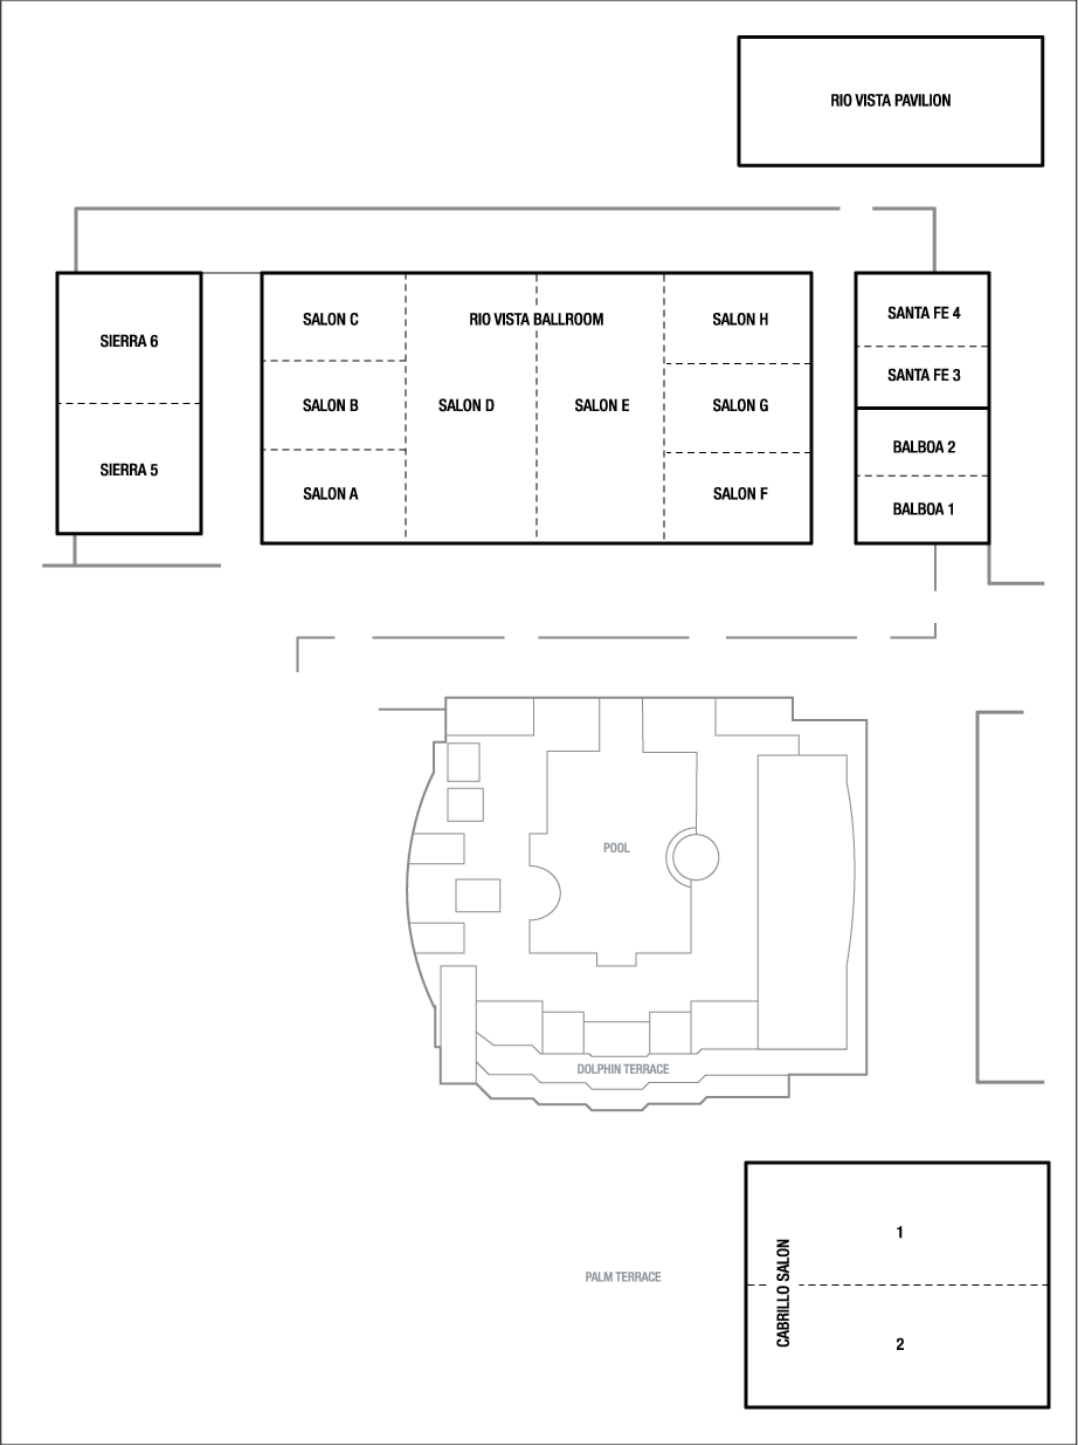 RIO VISTA PAVILION
SIERRA 6
SIERRA 5
SALON C
RIO VISTA BALLROOM
SALON H
SALON B
SALON D
SALON E
SALON G
SALON A
SALON F
SANTA FE 4
SANTA FE 3
BALBOA 2
BALBOA 1
POOL
DOLPHIN TERRACE
PALM TERRACE
CABRILLO SALON
1
2